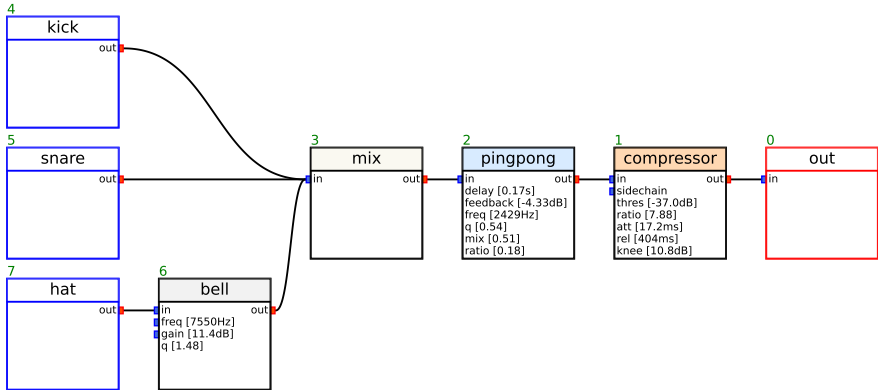 4
kick
out
5
snare
out
7
hat
out
6
bell
in out
freq [7550Hz]
gain [11.4dB]
q [1.48]
3
mix
in out
2
pingpong
in out
delay [0.17s]
feedback [-4.33dB]
freq [2429Hz]
q [0.54]
mix [0.51]
ratio [0.18]
1
compressor
in out
sidechain
thres [-37.0dB]
ratio [7.88]
att [17.2ms]
rel [404ms]
knee [10.8dB]
0
out
in